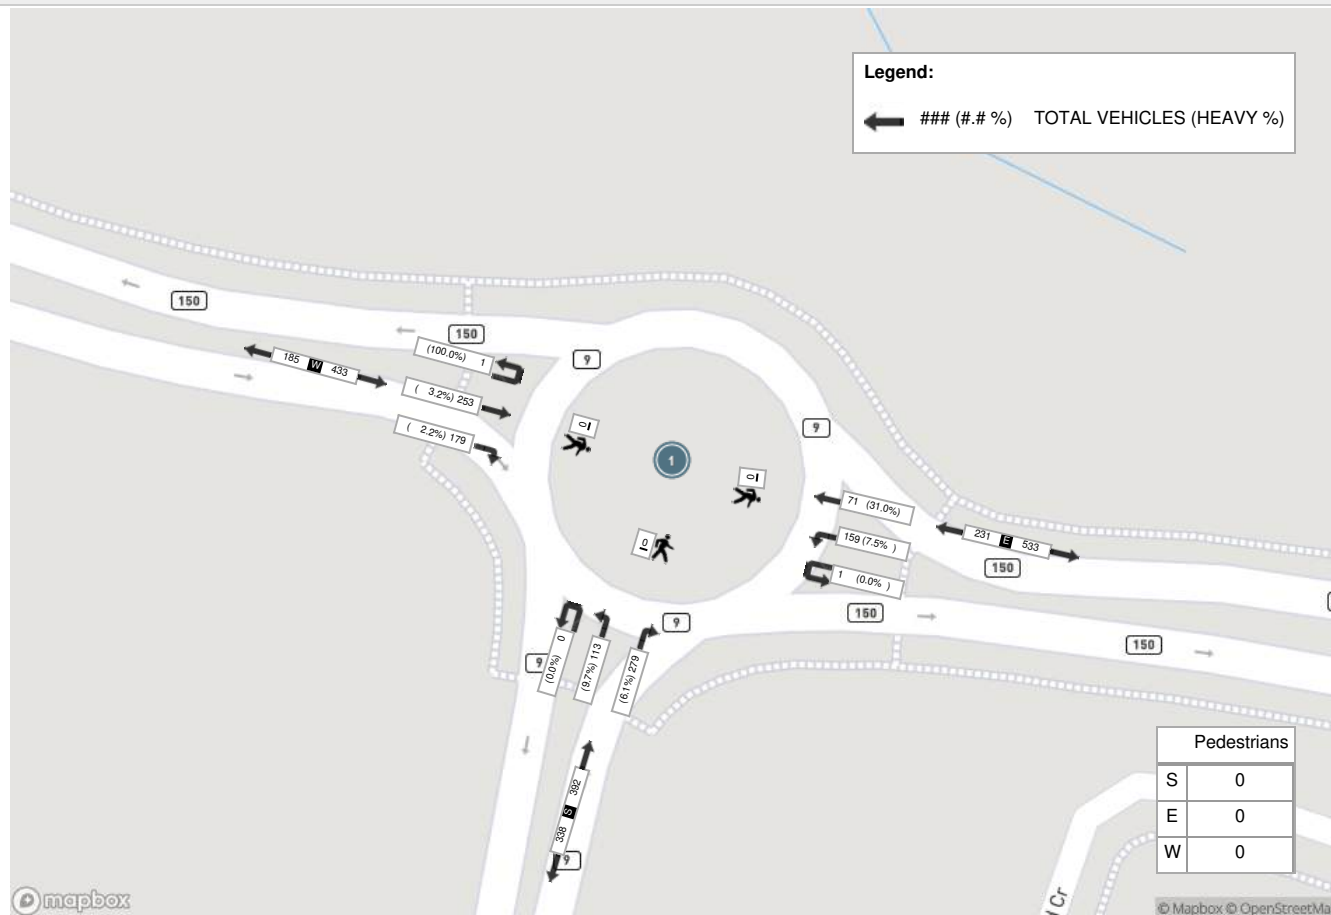 Legend:
### (#.# %) TOTAL VEHICLES (HEAVY %)
150
150
9
(100.0%) 1
185 W 433
( 3.2%) 253
( 2.2%) 179
0
0
0
1
9
71 (31.0%)
159 (7.5% )
1 (0.0% )
231 E 533
150
150
150
9
9
(0.0%) 0
(9.7%) 113
(6.1%) 279
338 S 392
9
Pedestrians
S 0
E 0
W 0
Cr
mapbox
© Mapbox © OpenStreetMa